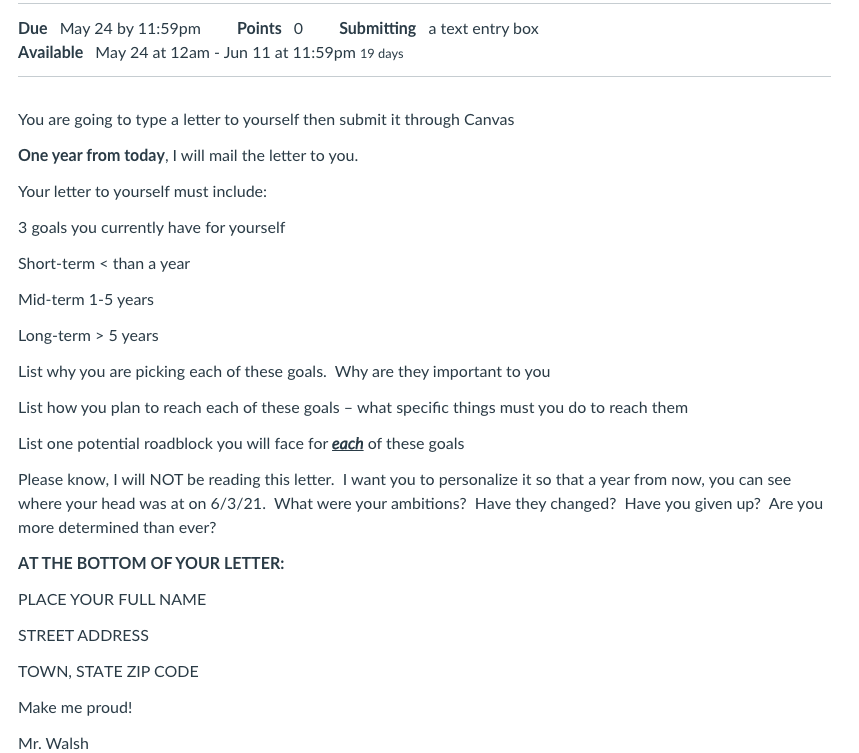 Due May 24 by 11:59pm Points 0 Submitting a text entry box
Available May 24 at 12am - Jun 11 at 11:59pm 19 days
You are going to type a letter to yourself then submit it through Canvas
One year from today, I will mail the letter to you.
Your letter to yourself must include:
3 goals you currently have for yourself
Short-term < than a year
Mid-term 1-5 years
Long-term > 5 years
List why you are picking each of these goals.  Why are they important to you
List how you plan to reach each of these goals – what specific things must you do to reach them
List one potential roadblock you will face for each of these goals
Please know, I will NOT be reading this letter.  I want you to personalize it so that a year from now, you can see
where your head was at on 6/3/21.  What were your ambitions?  Have they changed?  Have you given up?  Are you
more determined than ever?
AT THE BOTTOM OF YOUR LETTER:
PLACE YOUR FULL NAME
STREET ADDRESS
TOWN, STATE ZIP CODE
Make me proud!
Mr. Walsh